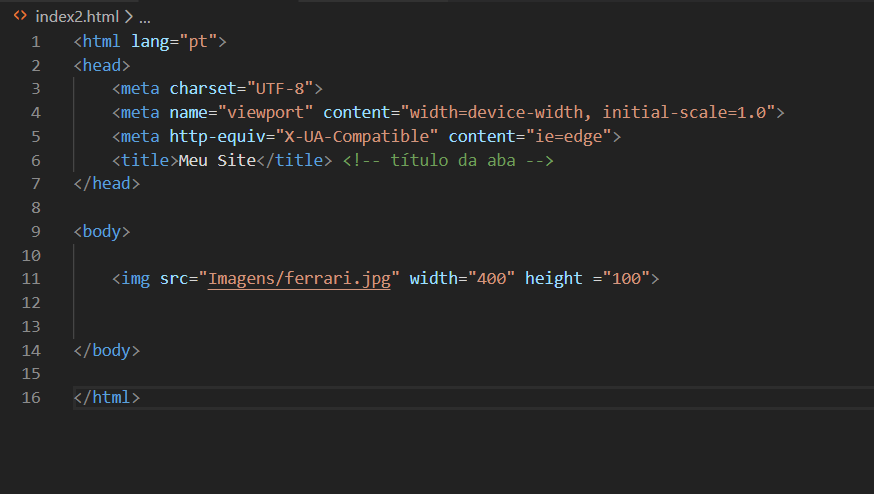 <> index2.html > ...
1 <html lang="pt">
2 <head>
3 <meta charset="UTF-8">
4 <meta name="viewport" content="width=device-width, initial-scale=1.0">
5 <meta http-equiv="X-UA-Compatible" content="ie=edge">
6 <title>Meu Site</title> <!-- título da aba -->
7 </head>
8
9 <body>
10
11 <img src="Imagens/ferrari.jpg" width="400" height ="100">
12
13
14 </body>
15
16 </html>